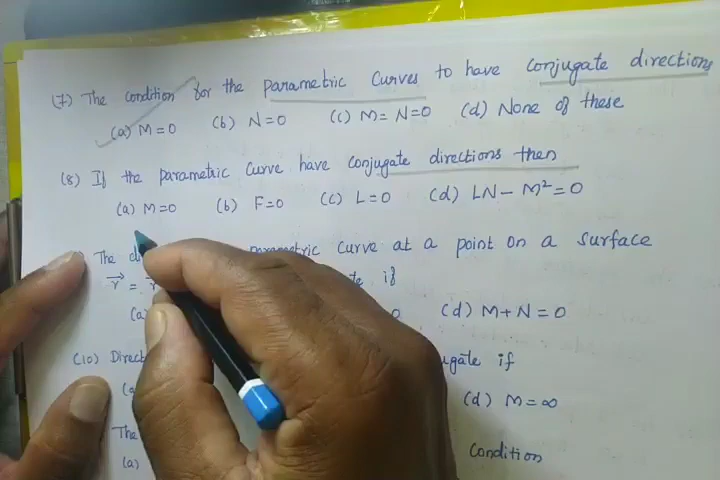 (7) The condition for the parametric curves to have conjugate directions
(a) M=0 (b) N=0 (c) M=N=0 (d) None of these
(8) If the parametric curve have conjugate directions then
(a) M=0 (b) F=0 (c) L=0 (d) LN-M²=0
The parametric curve at a point on a surface
r⃗ = if
(a) 0 (d) M+N=0
(10) if
(d) M=∞
The condition
(a)